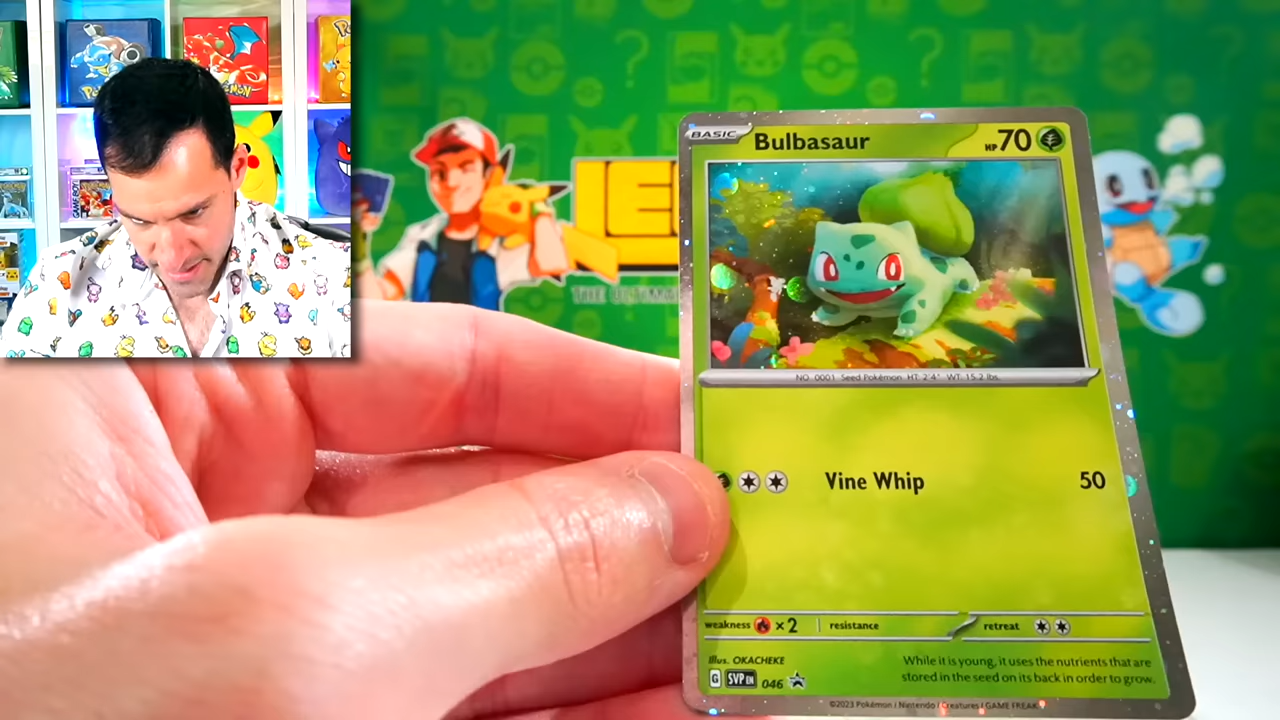 BASIC Bulbasaur HP 70
NO. 0001 Seed Pokémon HT: 2'4" WT: 15.2 lbs.
Vine Whip 50
weakness ×2 resistance retreat
Illus. OKACHEKE
While it is young, it uses the nutrients that are
stored in the seed on its back in order to grow.
G SVP EN 046
©2023 Pokémon / Nintendo / Creatures / GAME FREAK